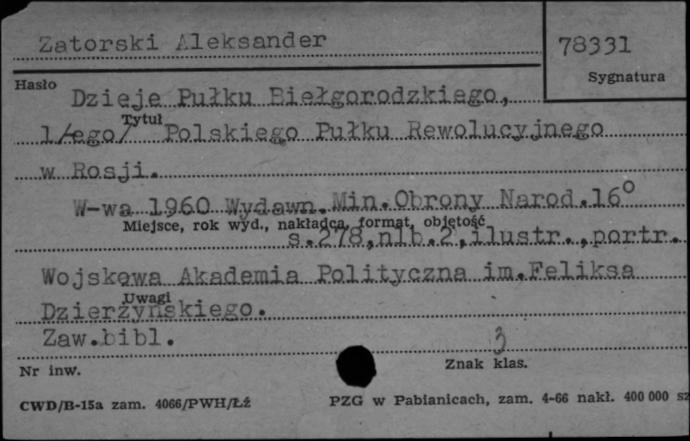 Zatorski Aleksander
78331
Sygnatura
Hasło
Dzieje Pułku Biełgorodzkiego,
Tytuł
1/ego/ Polskiego Pułku Rewolucyjnego
w Rosji.
W-wa 1960 Wydawn.Min.Obrony Narod.16°
Miejsce, rok wyd., nakładca, format, objętość
s.278,nlb.2,ilustr.,portr.
Wojskowa Akademia Polityczna im.Feliksa
Uwagi
Dzierżyńskiego.
Zaw.bibl.
3
Nr inw.
Znak klas.
CWD/B-15a zam. 4066/PWH/Łź
PZG w Pabianicach, zam. 4-66 nakł. 400 000 sz